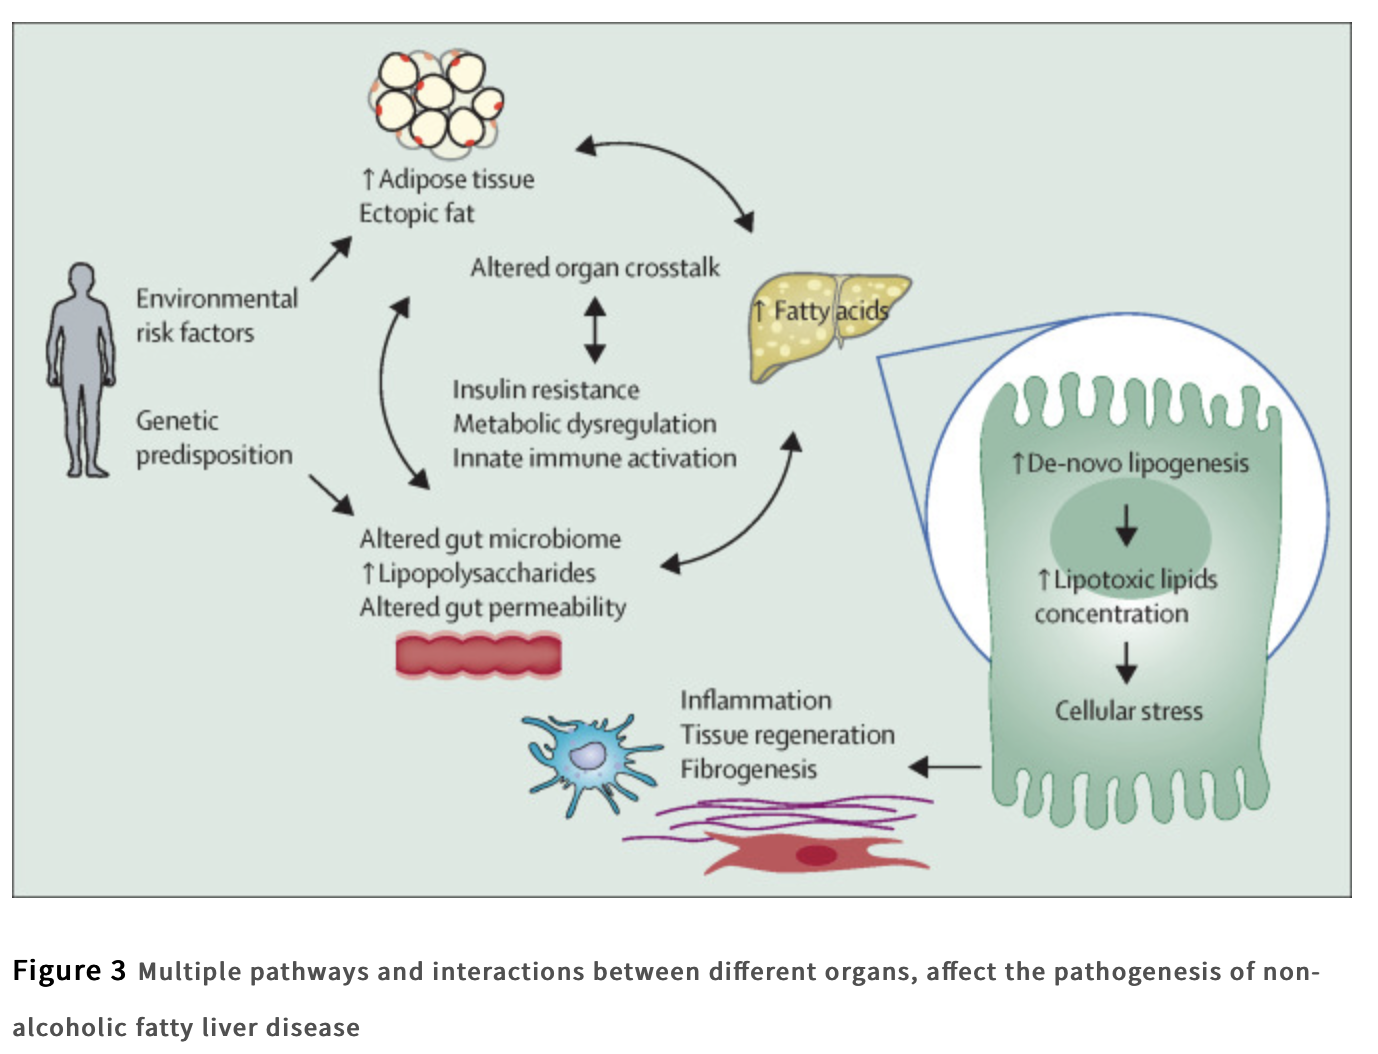 ↑Adipose tissue
Ectopic fat
Altered organ crosstalk
Environmental
risk factors
↑ Fatty acids
Insulin resistance
Metabolic dysregulation
Innate immune activation
Genetic
predisposition
↑De-novo lipogenesis
Altered gut microbiome
↑Lipopolysaccharides
Altered gut permeability
↑Lipotoxic lipids
concentration
Cellular stress
Inflammation
Tissue regeneration
Fibrogenesis
Figure 3 Multiple pathways and interactions between different organs, affect the pathogenesis of non-
alcoholic fatty liver disease